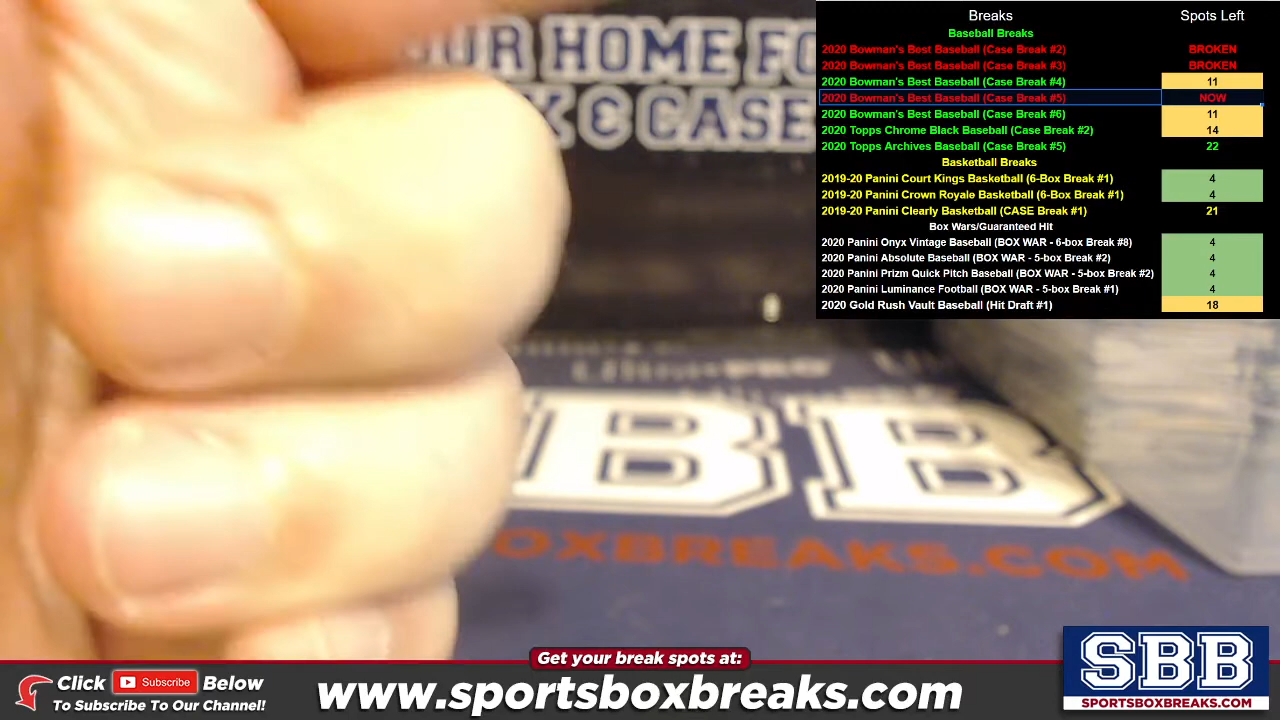 Breaks Spots Left
Baseball Breaks
2020 Bowman's Best Baseball (Case Break #2) BROKEN
2020 Bowman's Best Baseball (Case Break #3) BROKEN
2020 Bowman's Best Baseball (Case Break #4) 11
2020 Bowman's Best Baseball (Case Break #5) NOW
2020 Bowman's Best Baseball (Case Break #6) 11
2020 Topps Chrome Black Baseball (Case Break #2) 14
2020 Topps Archives Baseball (Case Break #5) 22
Basketball Breaks
2019-20 Panini Court Kings Basketball (6-Box Break #1) 4
2019-20 Panini Crown Royale Basketball (6-Box Break #1) 4
2019-20 Panini Clearly Basketball (CASE Break #1) 21
Box Wars/Guaranteed Hit
2020 Panini Onyx Vintage Baseball (BOX WAR - 6-box Break #8) 4
2020 Panini Absolute Baseball (BOX WAR - 5-box Break #2) 4
2020 Panini Prizm Quick Pitch Baseball (BOX WAR - 5-box Break #2) 4
2020 Panini Luminance Football (BOX WAR - 5-box Break #1) 4
2020 Gold Rush Vault Baseball (Hit Draft #1) 18
UR HOME FO
K & CASE
BB
OXBREAKS.COM
Get your break spots at:
Click Subscribe Below
To Subscribe To Our Channel!
www.sportsboxbreaks.com
SBB
SPORTSBOXBREAKS.COM